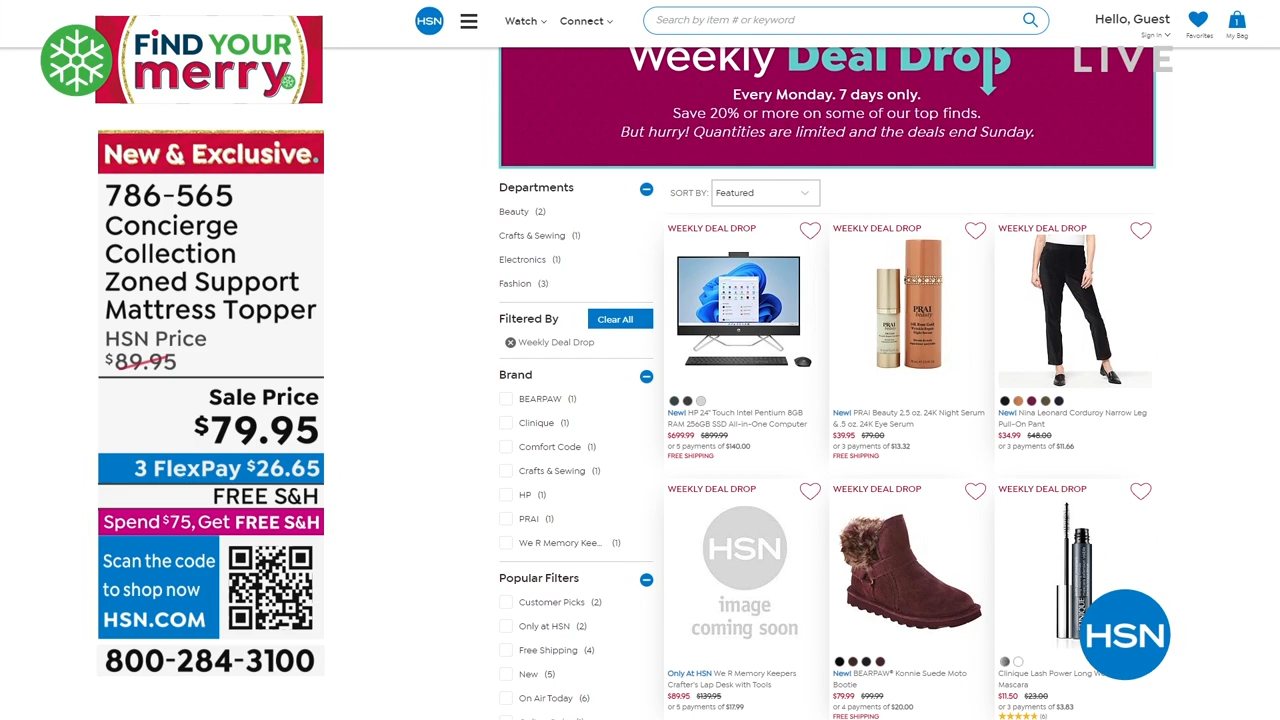 FiND YOUR
merry.
New & Exclusive.
786-565
Concierge
Collection
Zoned Support
Mattress Topper
HSN Price
$89.95
Sale Price
$79.95
3 FlexPay $26.65
FREE S&H
Spend $75, Get FREE S&H
Scan the code
to shop now
HSN.COM
800-284-3100
HSN
Watch
Connect
Search by item # or keyword
Hello, Guest
Sign in
Favorites
1
My Bag
LIVE
Weekly Deal Drop
Every Monday. 7 days only.
Save 20% or more on some of our top finds.
But hurry! Quantities are limited and the deals end Sunday.
Departments
Beauty (2)
Crafts & Sewing (1)
Electronics (1)
Fashion (3)
Filtered By
Clear All
Weekly Deal Drop
Brand
BEARPAW (1)
Clinique (1)
Comfort Code (1)
Crafts & Sewing (1)
HP (1)
PRAI (1)
We R Memory Kee... (1)
Popular Filters
Customer Picks (2)
Only at HSN (2)
Free Shipping (4)
New (5)
On Air Today (6)
SORT BY: Featured
WEEKLY DEAL DROP
New! HP 24" Touch Intel Pentium 8GB
RAM 256GB SSD All-in-One Computer
$699.99 $899.99
or 5 payments of $140.00
FREE SHIPPING
WEEKLY DEAL DROP
PRAI
beauty
PRAI
beauty
New! PRAI Beauty 2.5 oz. 24K Night Serum
& .5 oz. 24K Eye Serum
$39.95 $79.00
or 3 payments of $13.32
FREE SHIPPING
WEEKLY DEAL DROP
New! Nina Leonard Corduroy Narrow Leg
Pull-On Pant
$34.99 $48.00
or 3 payments of $11.66
WEEKLY DEAL DROP
HSN
image
coming soon
Only At HSN We R Memory Keepers
Crafter's Lap Desk with Tools
$89.95 $139.95
or 5 payments of $17.99
WEEKLY DEAL DROP
New! BEARPAW® Konnie Suede Moto
Bootie
$79.99 $99.99
or 4 payments of $20.00
FREE SHIPPING
WEEKLY DEAL DROP
CLINIQUE
Clinique Lash Power Long
Mascara
$11.50 $23.00
or 3 payments of $3.83
(6)
HSN